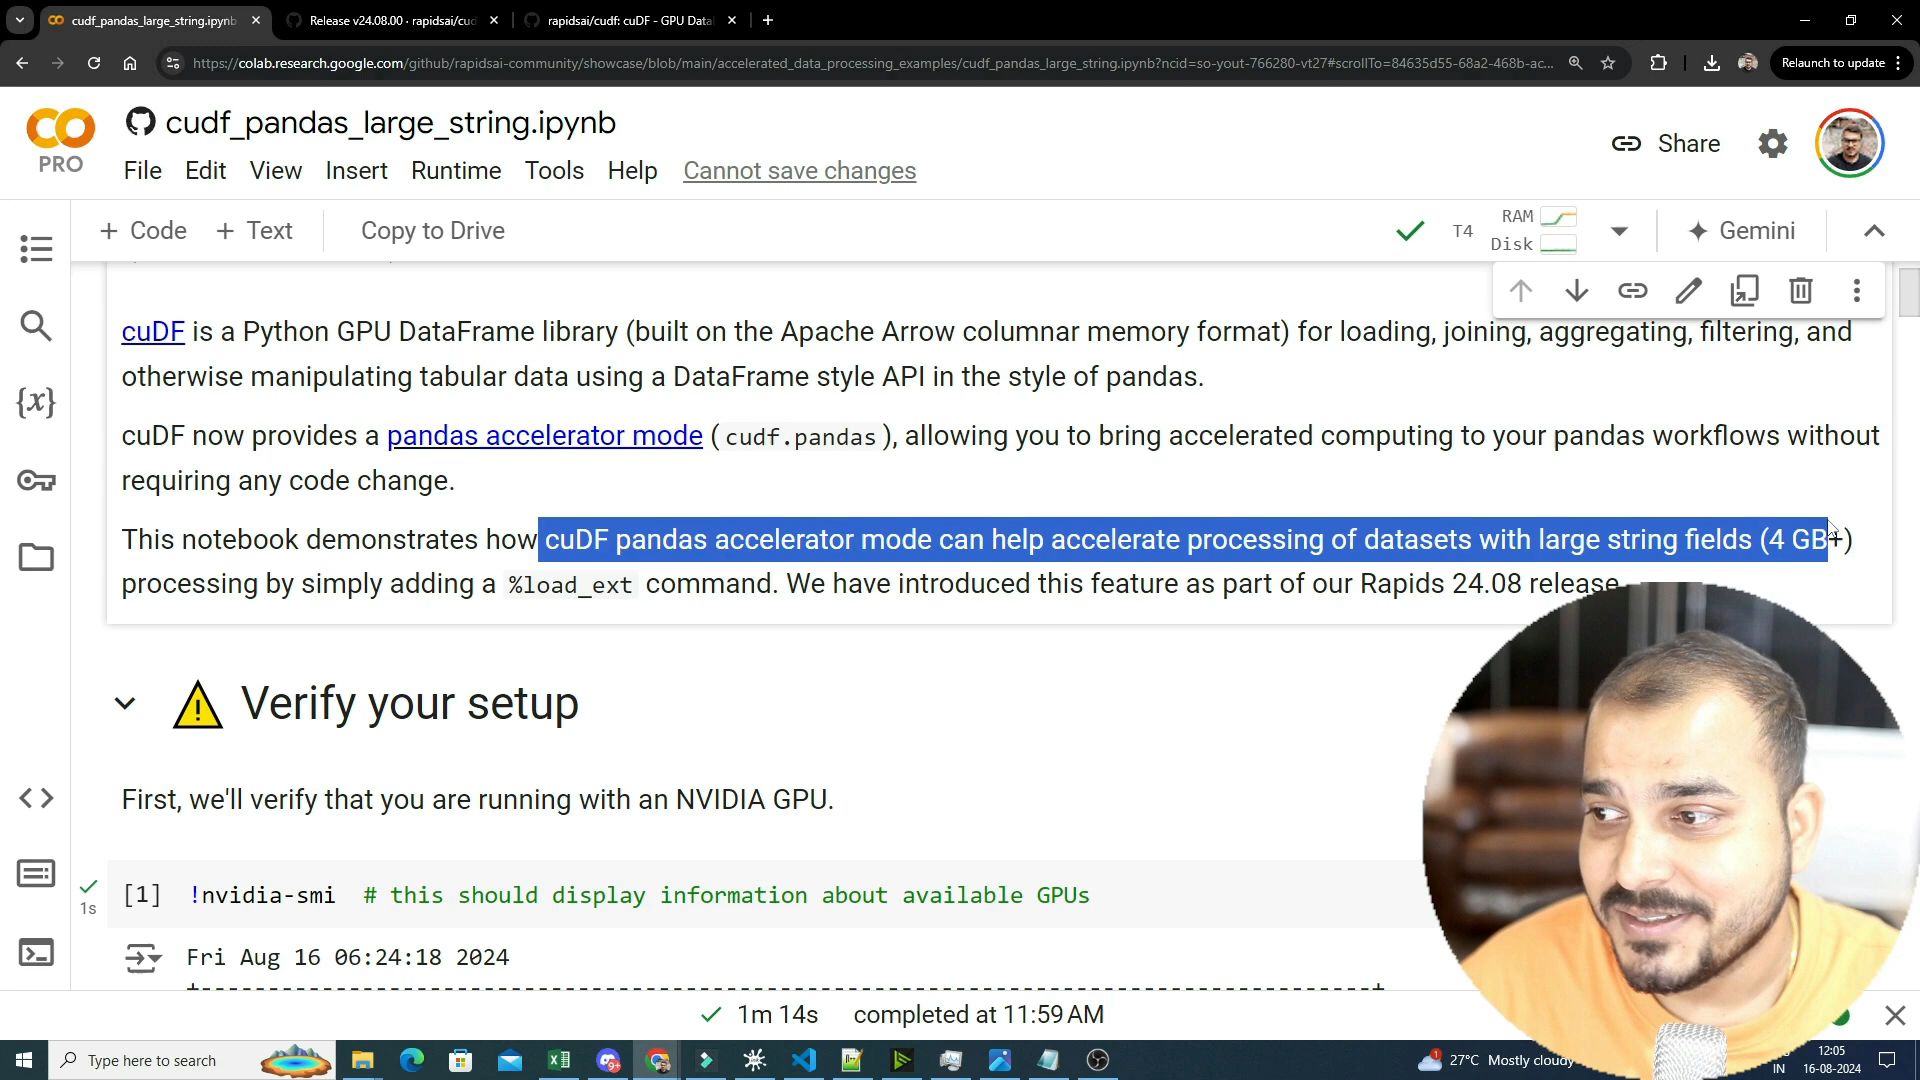 cudf_pandas_large_string.ipynb
Release v24.08.00 · rapidsai/cud
rapidsai/cudf: cuDF - GPU Data
https://colab.research.google.com/github/rapidsai-community/showcase/blob/main/accelerated_data_processing_examples/cudf_pandas_large_string.ipynb?ncid=so-yout-766280-vt27#scrollTo=84635d55-68a2-468b-ac...
Relaunch to update
PRO
cudf_pandas_large_string.ipynb
Share
File Edit View Insert Runtime Tools Help Cannot save changes
+ Code + Text Copy to Drive
T4
RAM
Disk
Gemini
cuDF is a Python GPU DataFrame library (built on the Apache Arrow columnar memory format) for loading, joining, aggregating, filtering, and
otherwise manipulating tabular data using a DataFrame style API in the style of pandas.
cuDF now provides a pandas accelerator mode (cudf.pandas), allowing you to bring accelerated computing to your pandas workflows without
requiring any code change.
This notebook demonstrates how cuDF pandas accelerator mode can help accelerate processing of datasets with large string fields (4 GB+)
processing by simply adding a %load_ext command. We have introduced this feature as part of our Rapids 24.08 release
Verify your setup
First, we'll verify that you are running with an NVIDIA GPU.
[1] !nvidia-smi # this should display information about available GPUs
1s
Fri Aug 16 06:24:18 2024
+-----------------------------------------------------------------------------------------+
1m 14s completed at 11:59 AM
Type here to search
27°C Mostly cloudy
IN
12:05
16-08-2024